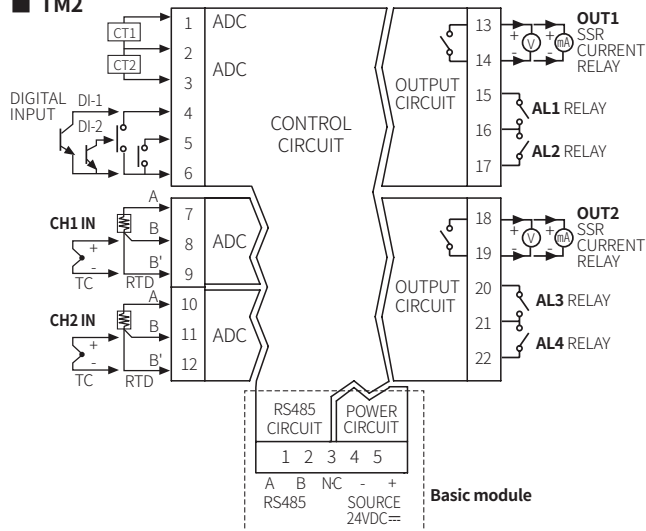 ■ TM2
CT1
CT2
1 ADC
2
3 ADC
4
5
6
DIGITAL INPUT
DI-1
DI-2
CONTROL CIRCUIT
CH1 IN
+
-
TC
A
B
B'
RTD
7
8 ADC
9
CH2 IN
+
-
TC
A
B
B'
RTD
10
11 ADC
12
OUTPUT CIRCUIT
13
14
15
16
17
+
-
V
+
-
mA
OUT1
SSR
CURRENT
RELAY
AL1 RELAY
AL2 RELAY
OUTPUT CIRCUIT
18
19
20
21
22
+
-
V
+
-
mA
OUT2
SSR
CURRENT
RELAY
AL3 RELAY
AL4 RELAY
RS485 CIRCUIT
POWER CIRCUIT
1 2 3 4 5
A B NC - +
RS485
SOURCE
24VDC⎓
Basic module